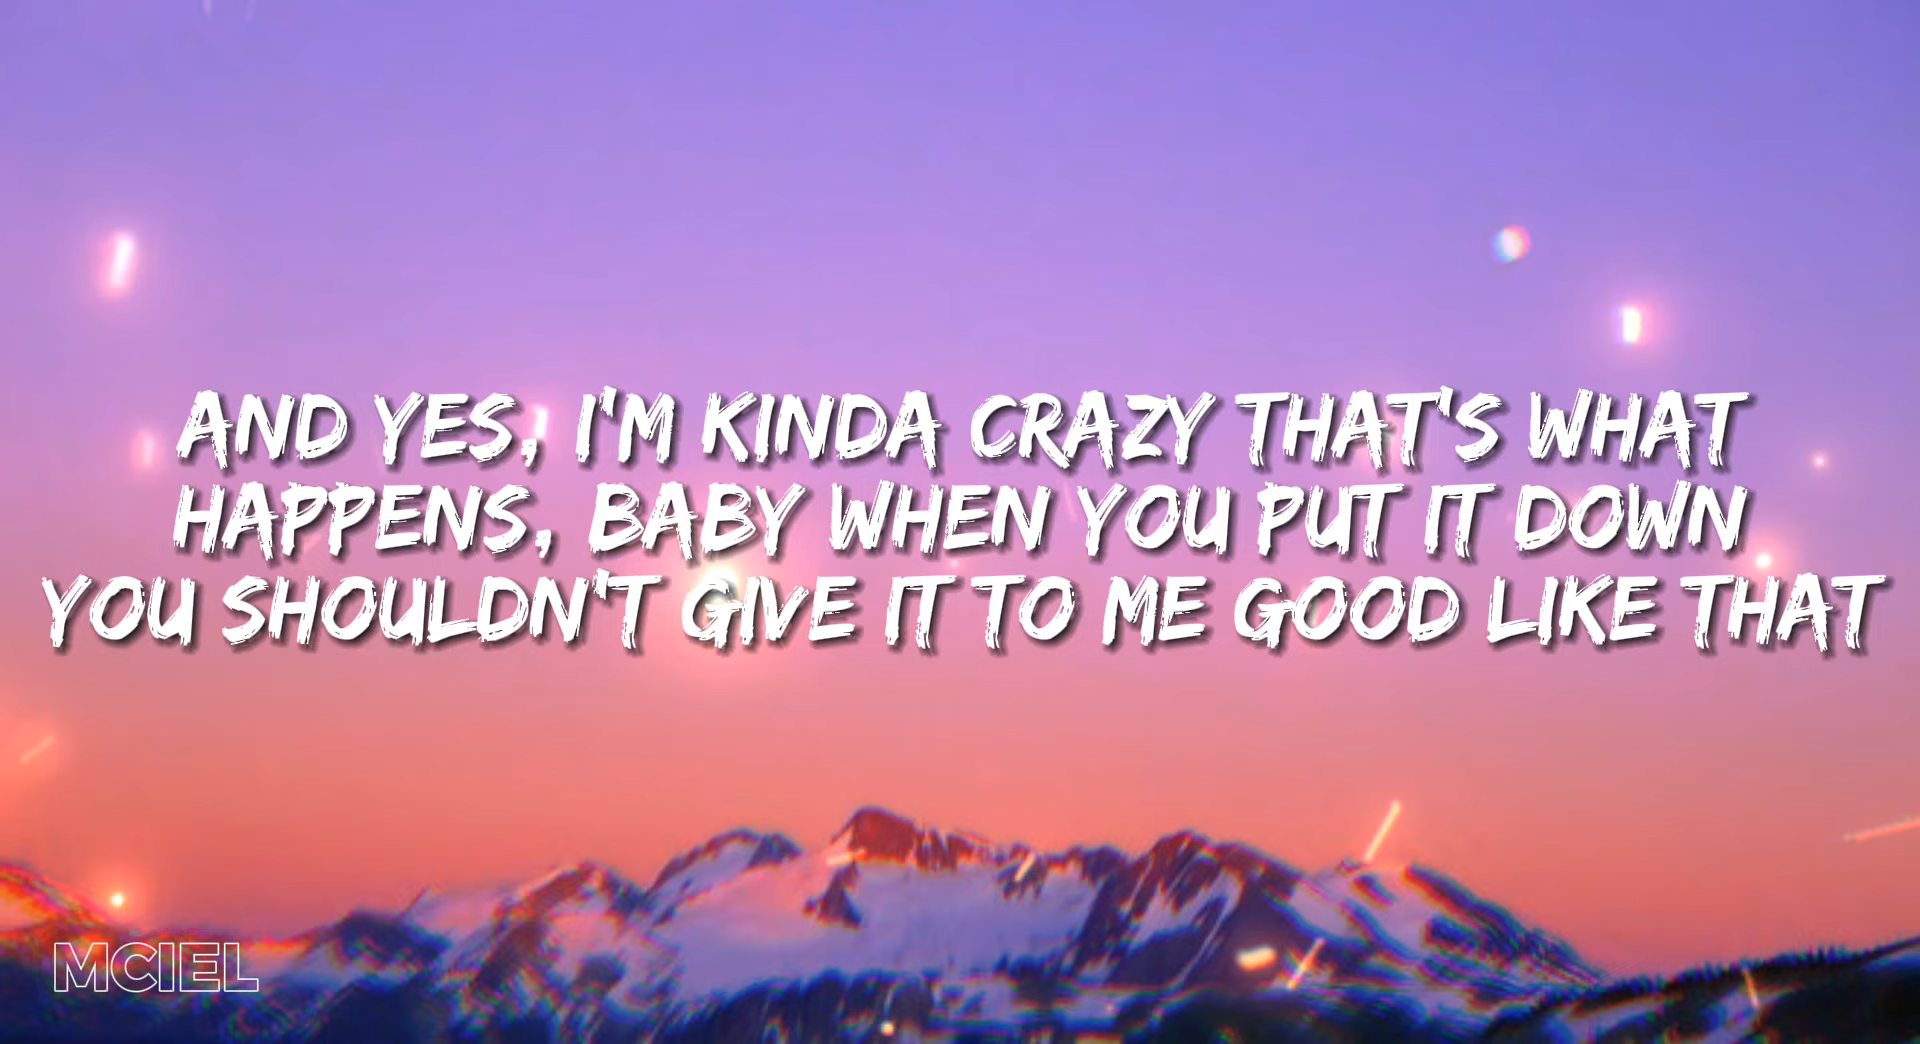 AND YES, I'M KINDA CRAZY THAT'S WHAT
HAPPENS, BABY WHEN YOU PUT IT DOWN
YOU SHOULDN'T GIVE IT TO ME GOOD LIKE THAT
MCIEL